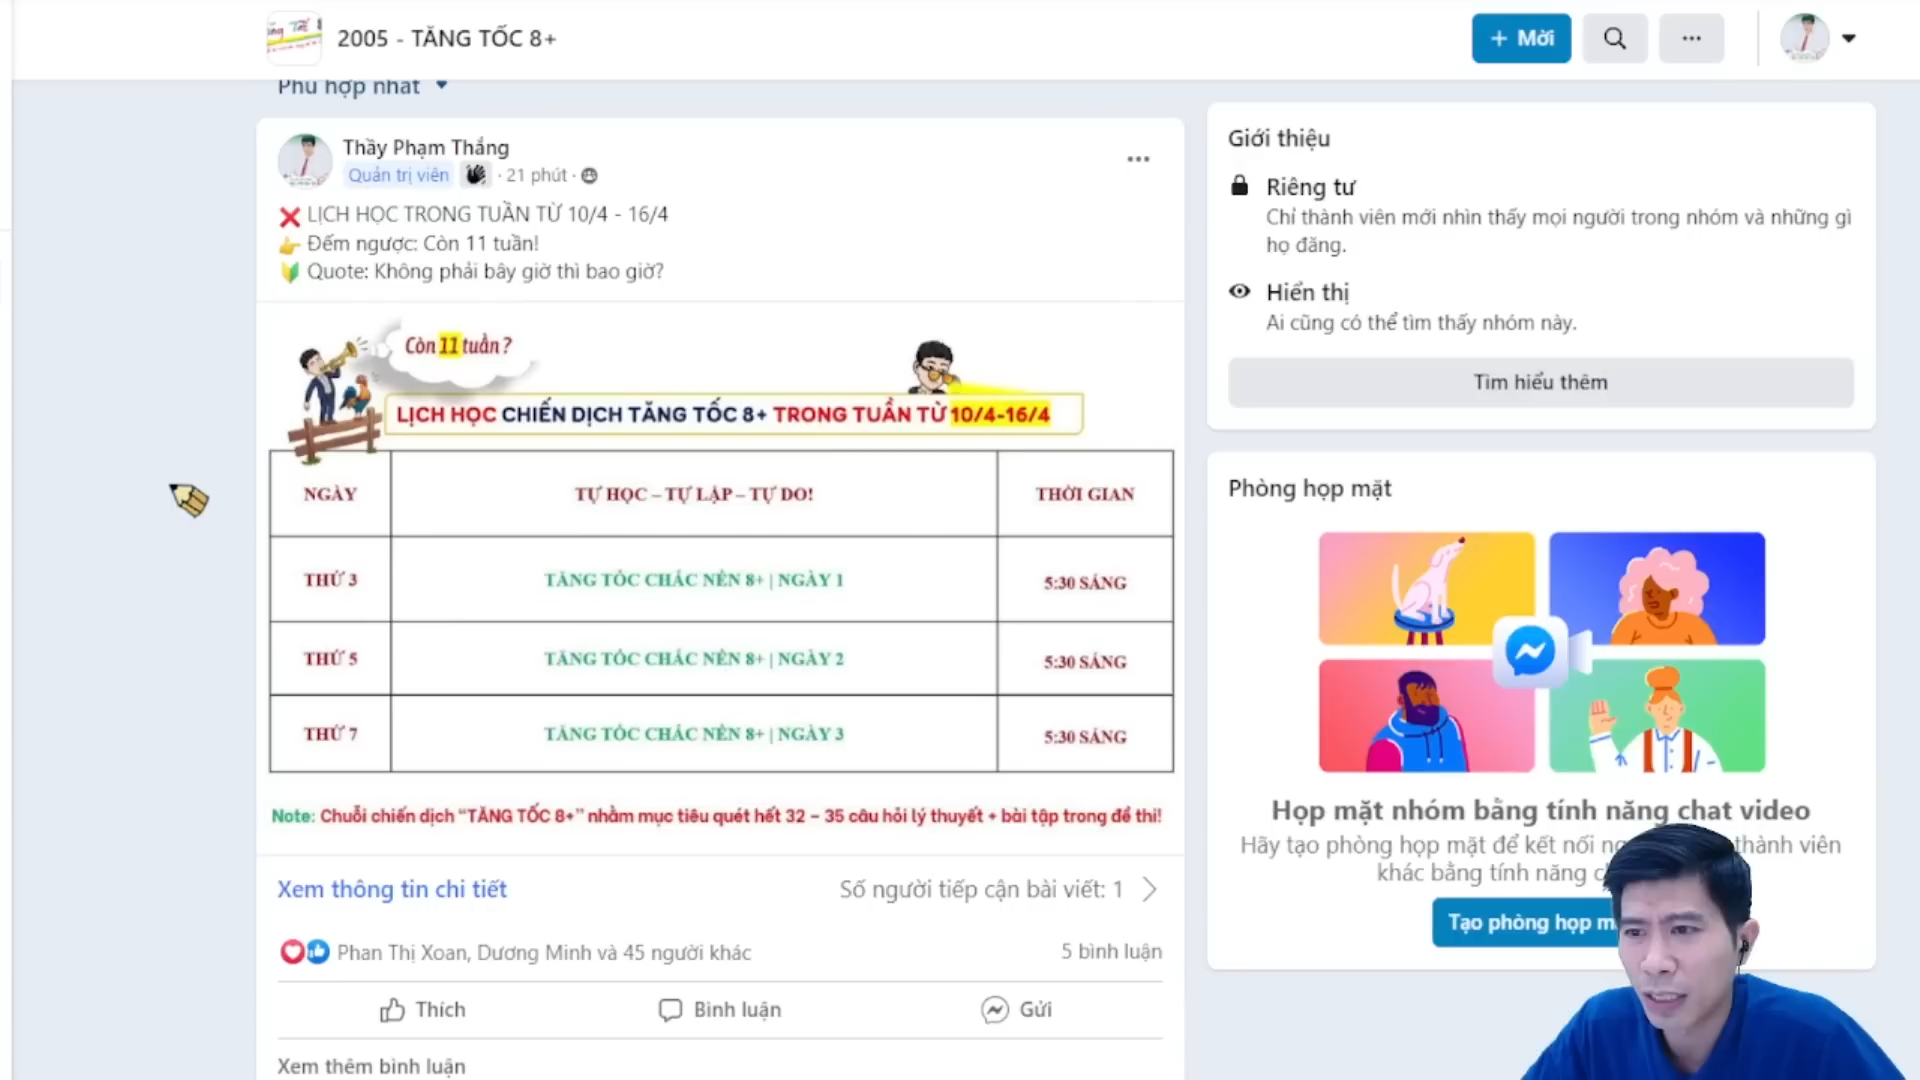 2005 - TĂNG TỐC 8+
+ Mời
Phù hợp nhất
Thầy Phạm Thắng
Quản trị viên · 21 phút ·
LỊCH HỌC TRONG TUẦN TỪ 10/4 - 16/4
Đếm ngược: Còn 11 tuần!
Quote: Không phải bây giờ thì bao giờ?
Còn 11 tuần?
LỊCH HỌC CHIẾN DỊCH TĂNG TỐC 8+ TRONG TUẦN TỪ 10/4-16/4
NGÀY TỰ HỌC – TỰ LẬP – TỰ DO! THỜI GIAN
THỨ 3 TĂNG TỐC CHẮC NỀN 8+ | NGÀY 1 5:30 SÁNG
THỨ 5 TĂNG TỐC CHẮC NỀN 8+ | NGÀY 2 5:30 SÁNG
THỨ 7 TĂNG TỐC CHẮC NỀN 8+ | NGÀY 3 5:30 SÁNG
Note: Chuỗi chiến dịch “TĂNG TỐC 8+” nhằm mục tiêu quét hết 32 – 35 câu hỏi lý thuyết + bài tập trong đề thi!
Xem thông tin chi tiết
Số người tiếp cận bài viết: 1
Phan Thị Xoan, Dương Minh và 45 người khác
5 bình luận
Thích
Bình luận
Gửi
Xem thêm bình luận
Giới thiệu
Riêng tư
Chỉ thành viên mới nhìn thấy mọi người trong nhóm và những gì
họ đăng.
Hiển thị
Ai cũng có thể tìm thấy nhóm này.
Tìm hiểu thêm
Phòng họp mặt
Họp mặt nhóm bằng tính năng chat video
Hãy tạo phòng họp mặt để kết nối thành viên
khác bằng tính năng
Tạo phòng họp